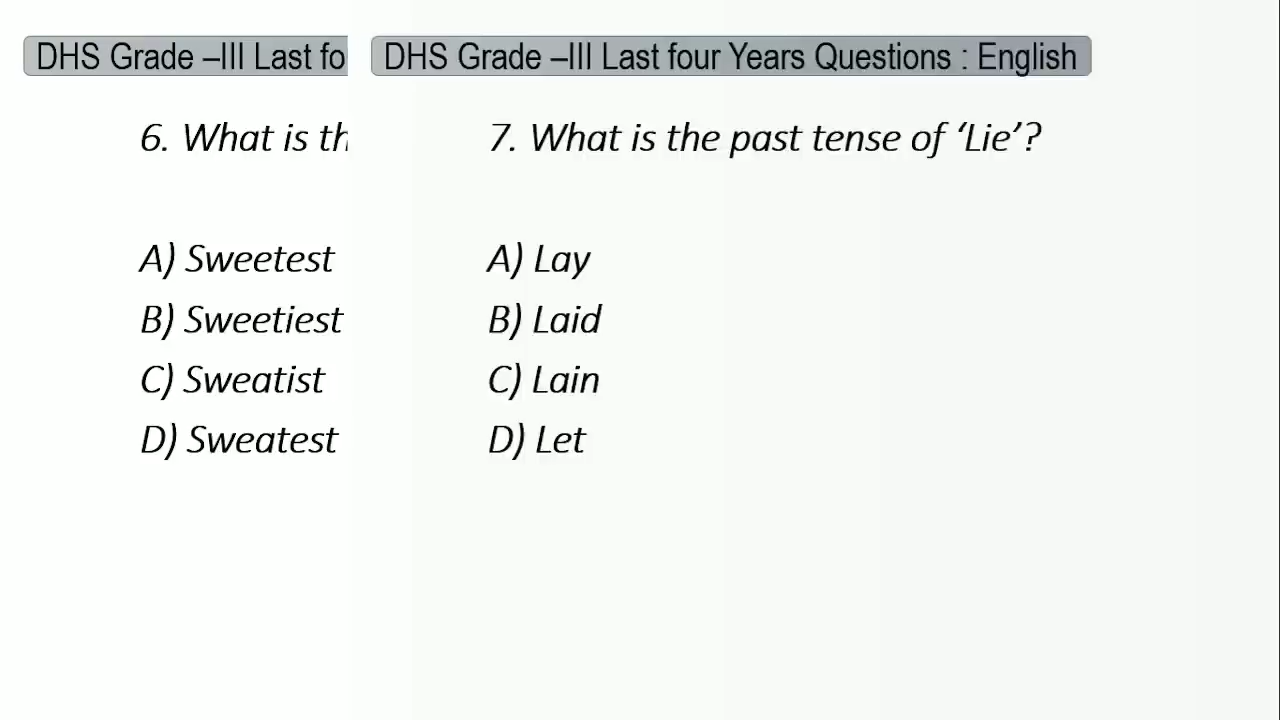 DHS Grade –III Last fo
6. What is th
A) Sweetest
B) Sweetiest
C) Sweatist
D) Sweatest
DHS Grade –III Last four Years Questions : English
7. What is the past tense of ‘Lie’?
A) Lay
B) Laid
C) Lain
D) Let